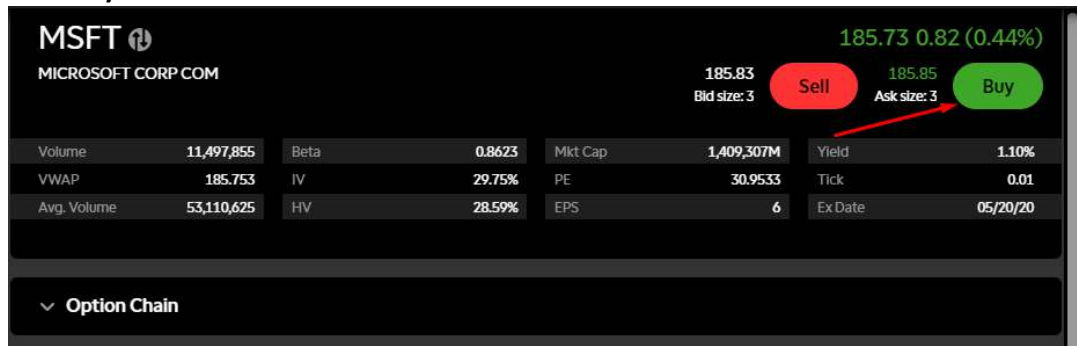 MSFT
185.73 0.82 (0.44%)
MICROSOFT CORP COM
185.83
Bid size: 3
Sell
185.85
Ask size: 3
Buy
Volume 11,497,855 Beta 0.8623 Mkt Cap 1,409,307M Yield 1.10%
VWAP 185.753 IV 29.75% PE 30.9533 Tick 0.01
Avg. Volume 53,110,625 HV 28.59% EPS 6 Ex Date 05/20/20
Option Chain